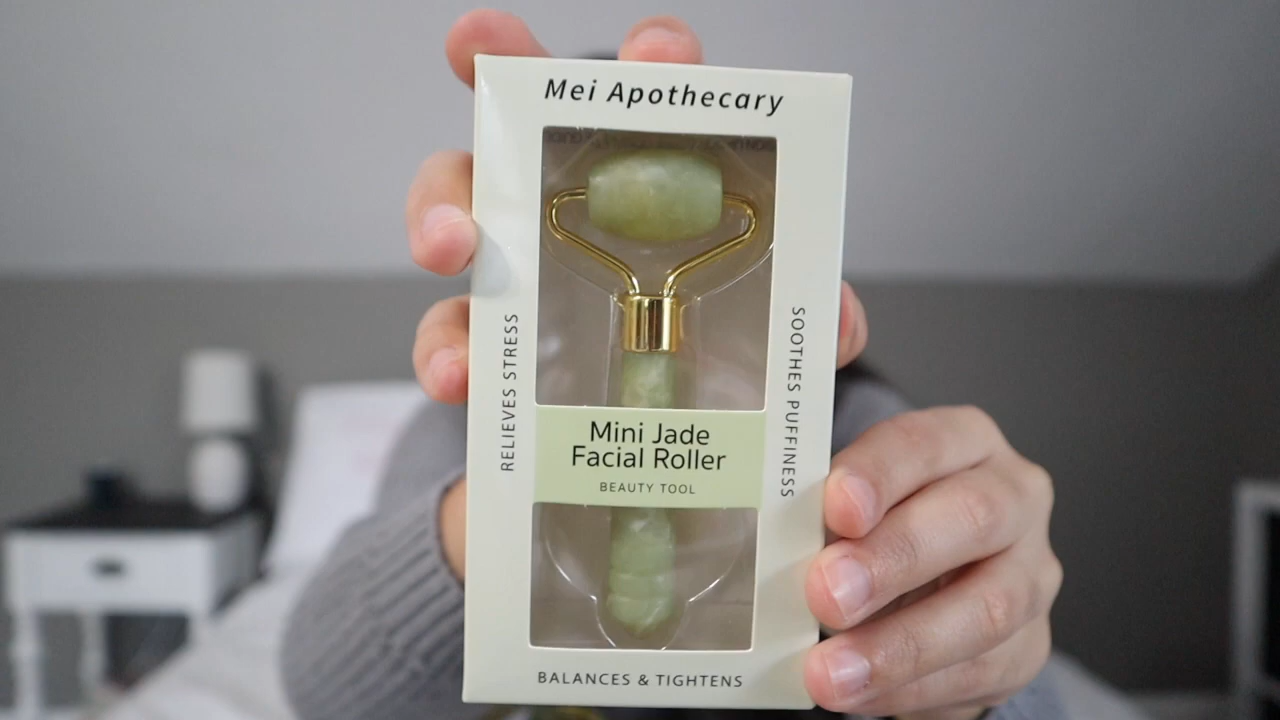 Mei Apothecary
RELIEVES STRESS
SOOTHES PUFFINESS
Mini Jade
Facial Roller
BEAUTY TOOL
BALANCES & TIGHTENS